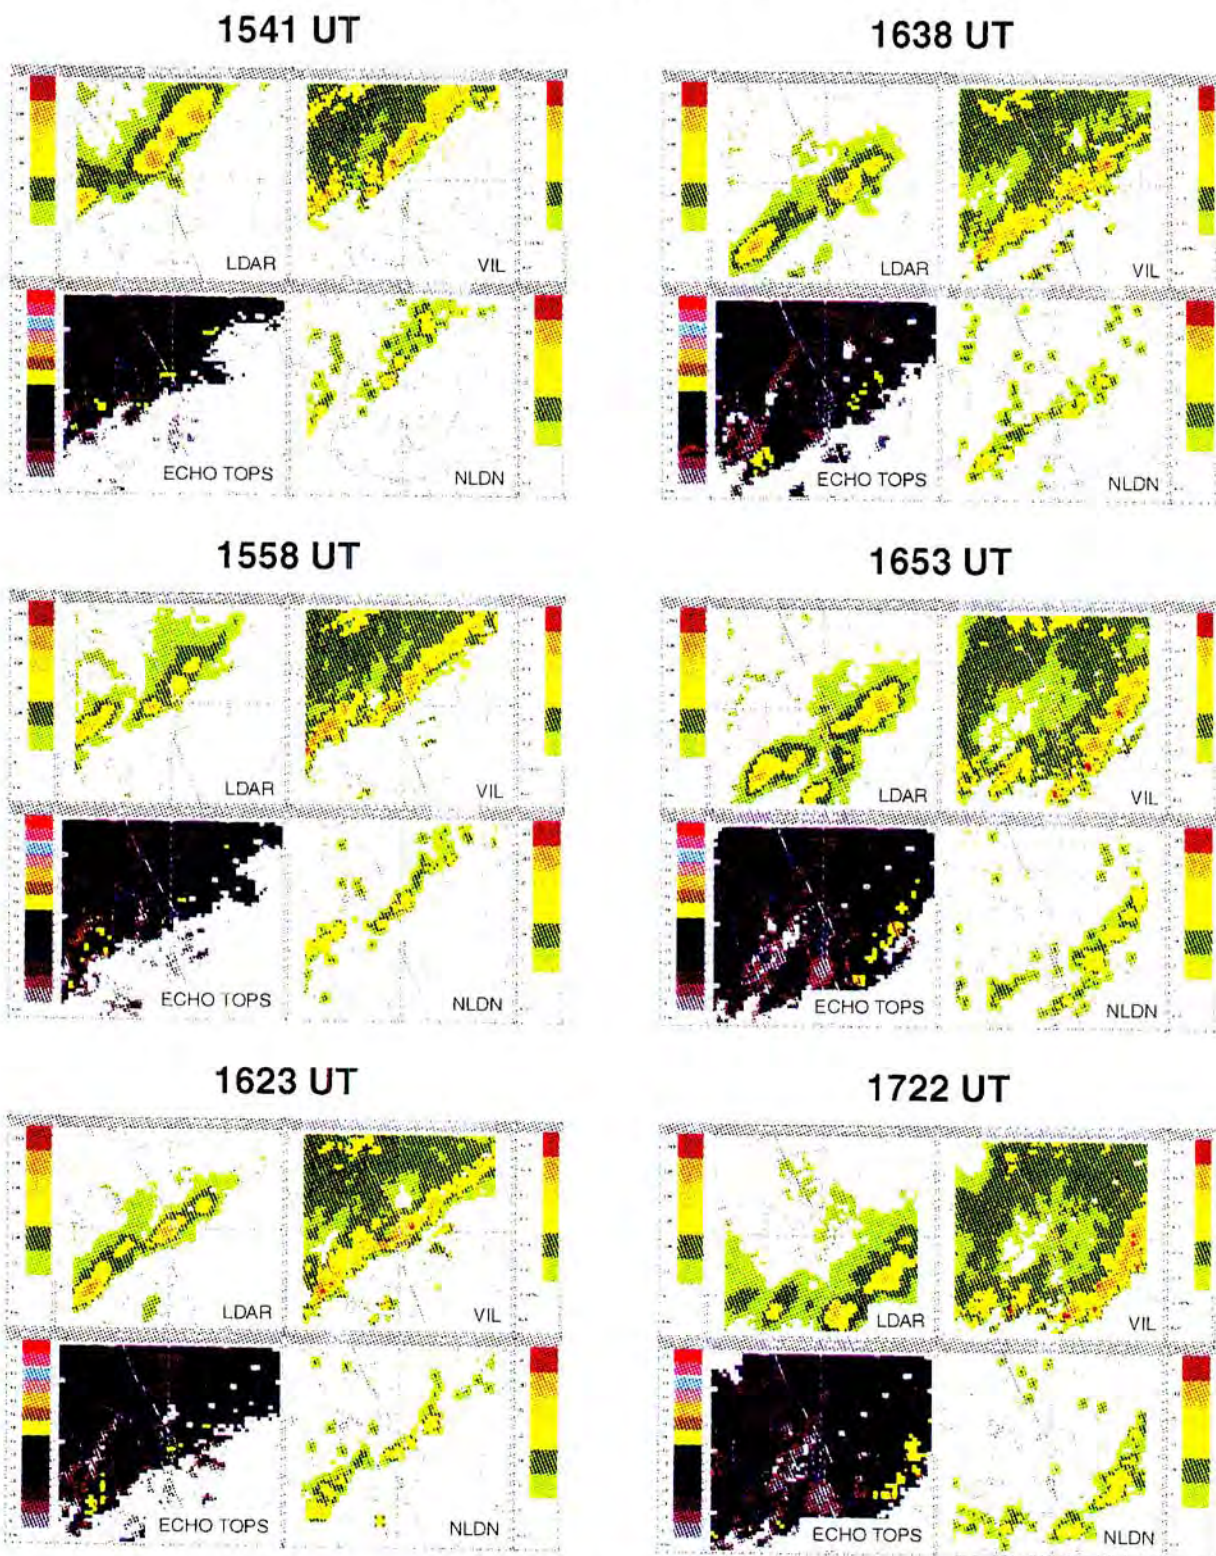 1541 UT
LDAR
VIL
ECHO TOPS
NLDN
1638 UT
LDAR
VIL
ECHO TOPS
NLDN
1558 UT
LDAR
VIL
ECHO TOPS
NLDN
1653 UT
LDAR
VIL
ECHO TOPS
NLDN
1623 UT
LDAR
VIL
ECHO TOPS
NLDN
1722 UT
LDAR
VIL
ECHO TOPS
NLDN